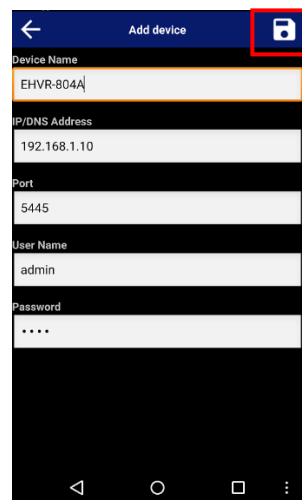 Add device
Device Name
EHVR-804A
IP/DNS Address
192.168.1.10
Port
5445
User Name
admin
Password
••••